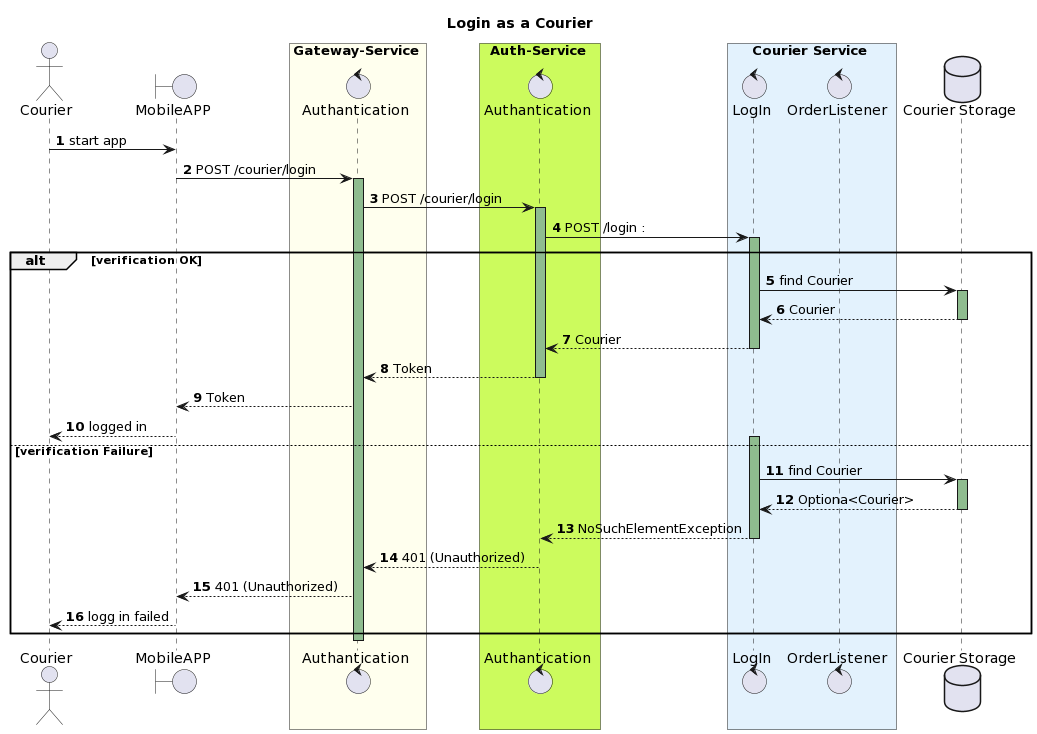 Login as a Courier
Gateway-Service
Auth-Service
Courier Service
Courier
MobileAPP
Authantication
Authantication
LogIn
OrderListener
Courier Storage
1 start app
2 POST /courier/login
3 POST /courier/login
4 POST /login :
alt [verification OK]
5 find Courier
6 Courier
7 Courier
8 Token
9 Token
10 logged in
[verification Failure]
11 find Courier
12 Optiona<Courier>
13 NoSuchElementException
14 401 (Unauthorized)
15 401 (Unauthorized)
16 logg in failed
Courier
MobileAPP
Authantication
Authantication
LogIn
OrderListener
Courier Storage